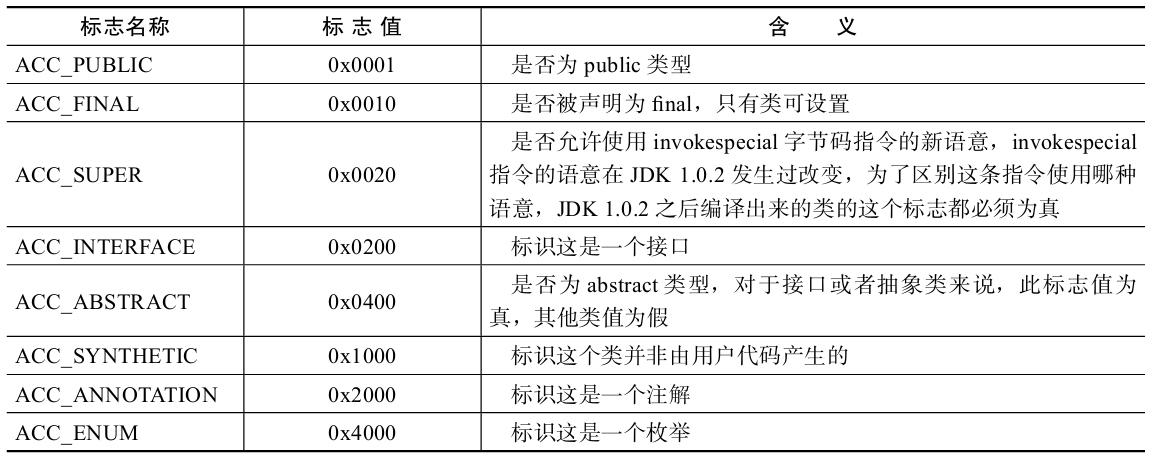 标志名称 标 志 值 含 义
ACC_PUBLIC 0x0001 是否为 public 类型
ACC_FINAL 0x0010 是否被声明为 final，只有类可设置
是否允许使用 invokespecial 字节码指令的新语意，invokespecial
ACC_SUPER 0x0020 指令的语意在 JDK 1.0.2 发生过改变，为了区别这条指令使用哪种
语意，JDK 1.0.2 之后编译出来的类的这个标志都必须为真
ACC_INTERFACE 0x0200 标识这是一个接口
ACC_ABSTRACT 0x0400 是否为 abstract 类型，对于接口或者抽象类来说，此标志值为
真，其他类值为假
ACC_SYNTHETIC 0x1000 标识这个类并非由用户代码产生的
ACC_ANNOTATION 0x2000 标识这是一个注解
ACC_ENUM 0x4000 标识这是一个枚举